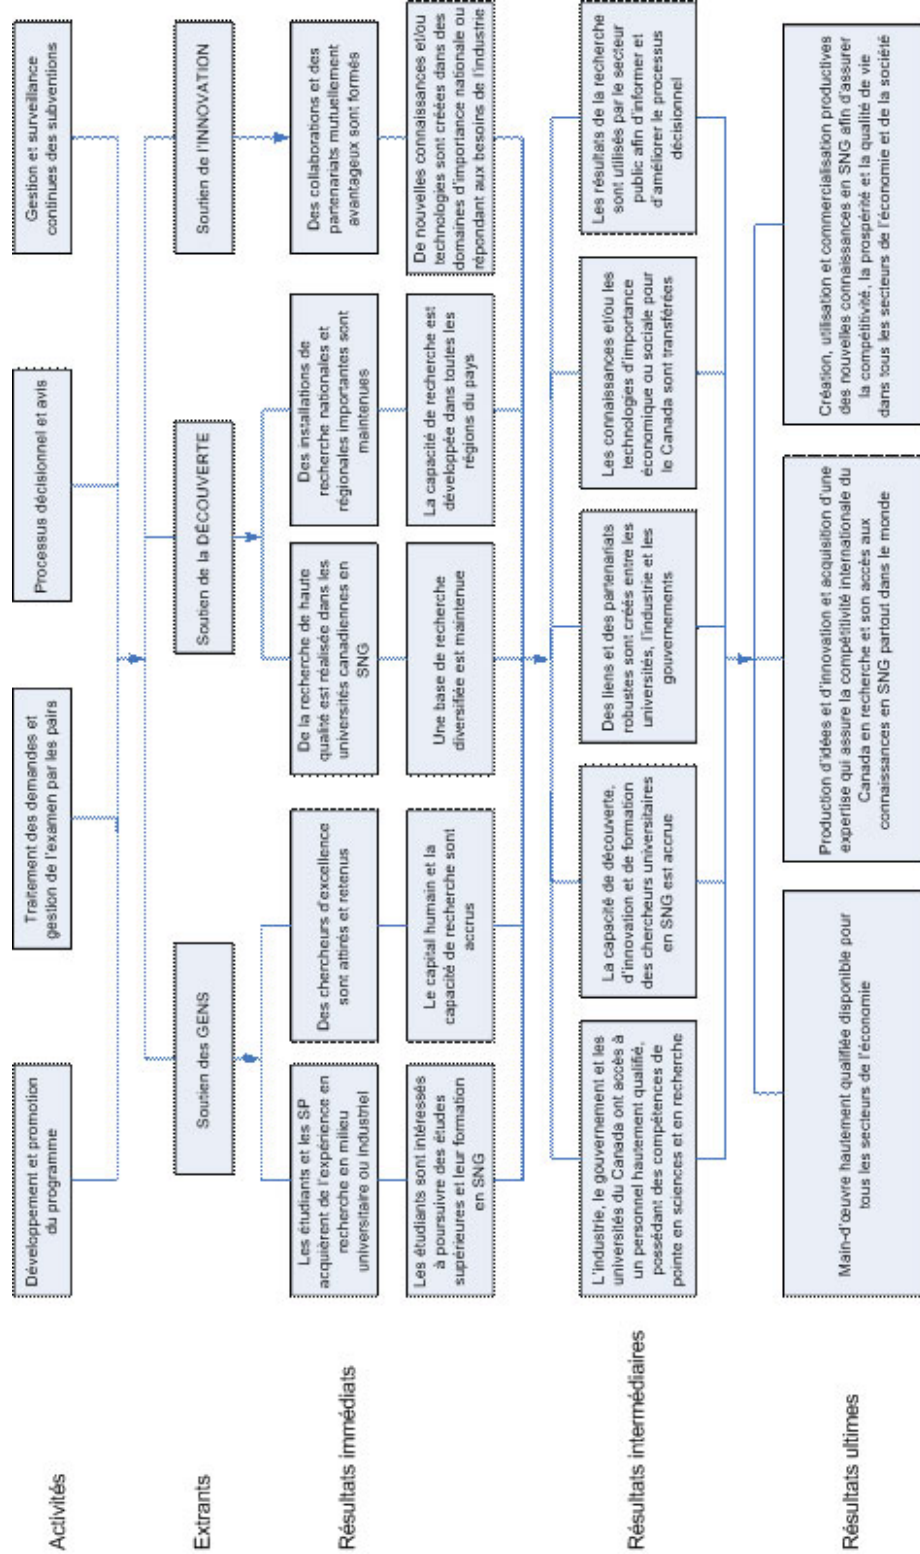 Activités
Développement et promotion
du programme
Traitement des demandes et
gestion de l'examen par les pairs
Processus décisionnel et avis
Gestion et surveillance
continues des subventions
Extrants
Soutien des GENS
Soutien de la DÉCOUVERTE
Soutien de l'INNOVATION
Résultats immédiats
Les étudiants et les SP
acquièrent de l'expérience en
recherche en milieu
universitaire ou industriel
Des chercheurs d'excellence
sont attirés et retenus
De la recherche de haute
qualité est réalisée dans les
universités canadiennes en
SNG
Des installations de
recherche nationales et
régionales importantes sont
maintenues
Des collaborations et des
partenariats mutuellement
avantageux sont formés
Les étudiants sont intéressés
à poursuivre des études
supérieures et leur formation
en SNG
Le capital humain et la
capacité de recherche sont
accrus
Une base de recherche
diversifiée est maintenue
La capacité de recherche est
développée dans toutes les
régions du pays
De nouvelles connaissances et/ou
technologies sont créées dans des
domaines d'importance nationale ou
répondant aux besoins de l'industrie
Résultats intermédiaires
L'industrie, le gouvernement et les
universités du Canada ont accès à
un personnel hautement qualifié,
possédant des compétences de
pointe en sciences et en recherche
La capacité de découverte,
d'innovation et de formation
des chercheurs universitaires
en SNG est accrue
Des liens et des partenariats
robustes sont créés entre les
universités, l'industrie et les
gouvernements
Les connaissances et/ou les
technologies d'importance
économique ou sociale pour
le Canada sont transférées
Les résultats de la recherche
sont utilisés par le secteur
public afin d'informer et
d'améliorer le processus
décisionnel
Résultats ultimes
Main-d'œuvre hautement qualifiée disponible pour
tous les secteurs de l'économie
Production d'idées et d'innovation et acquisition d'une
expertise qui assure la compétitivité internationale du
Canada en recherche et son accès aux
connaissances en SNG partout dans le monde
Création, utilisation et commercialisation productives
des nouvelles connaissances en SNG afin d'assurer
la compétitivité, la prospérité et la qualité de vie
dans tous les secteurs de l'économie et de la société